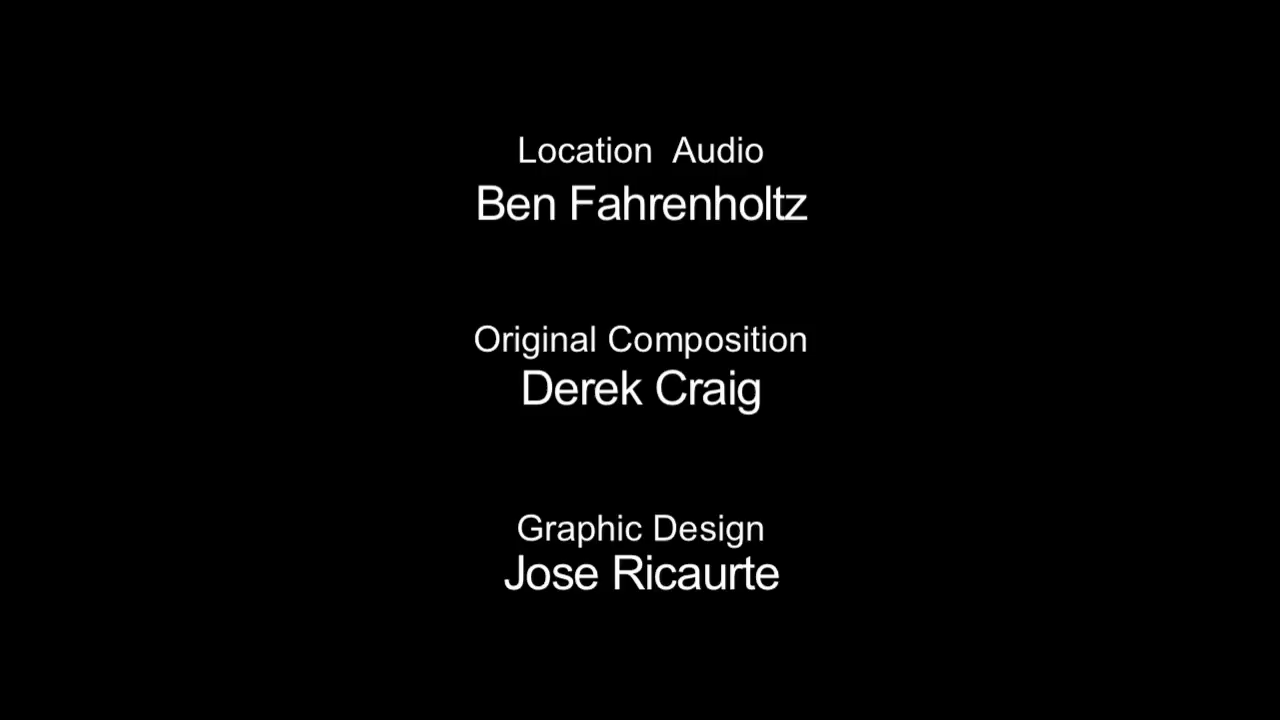 Location  Audio
Ben Fahrenholtz
Original Composition
Derek Craig
Graphic Design
Jose Ricaurte